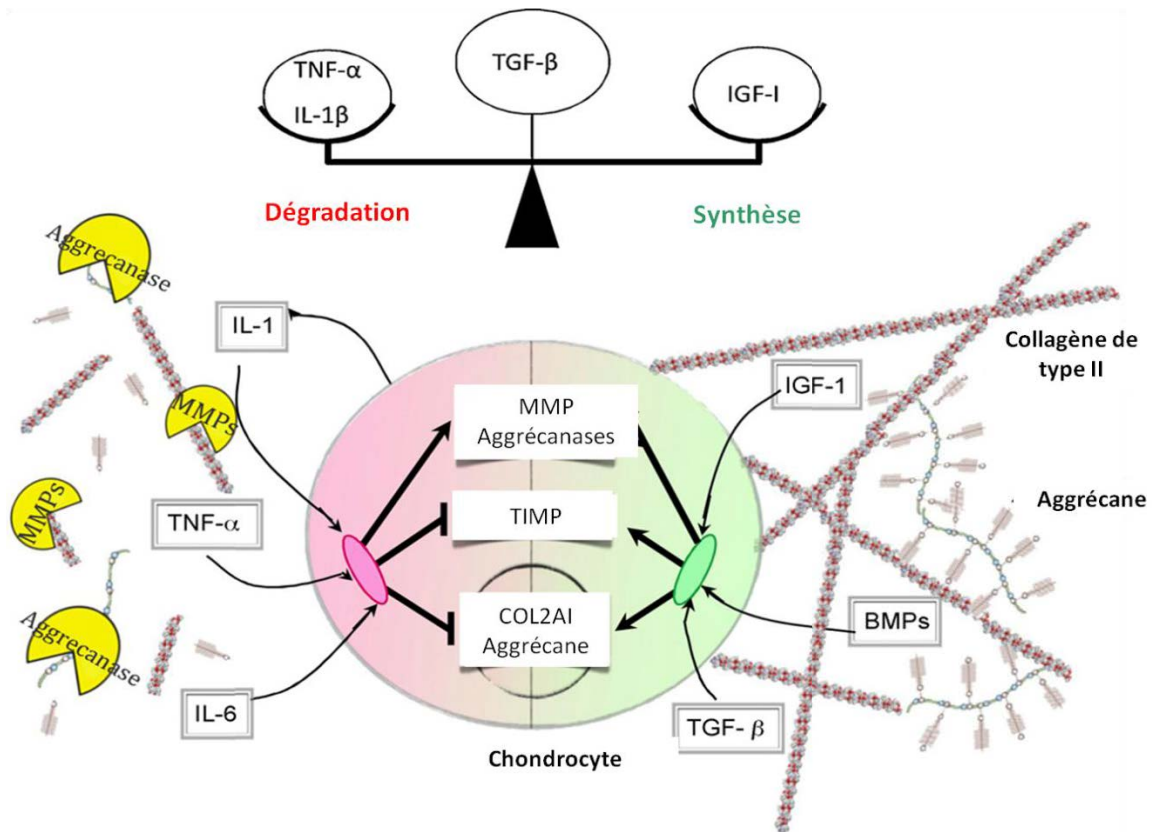 TNF-α
IL-1β
TGF-β
IGF-I
Dégradation
Synthèse
Aggrecanase
IL-1
MMPs
TNF-α
MMPs
Aggrecanase
IL-6
MMP
Aggrécanases
TIMP
COL2AI
Aggrécane
Chondrocyte
IGF-1
BMPs
TGF- β
Collagène de
type II
Aggrécane